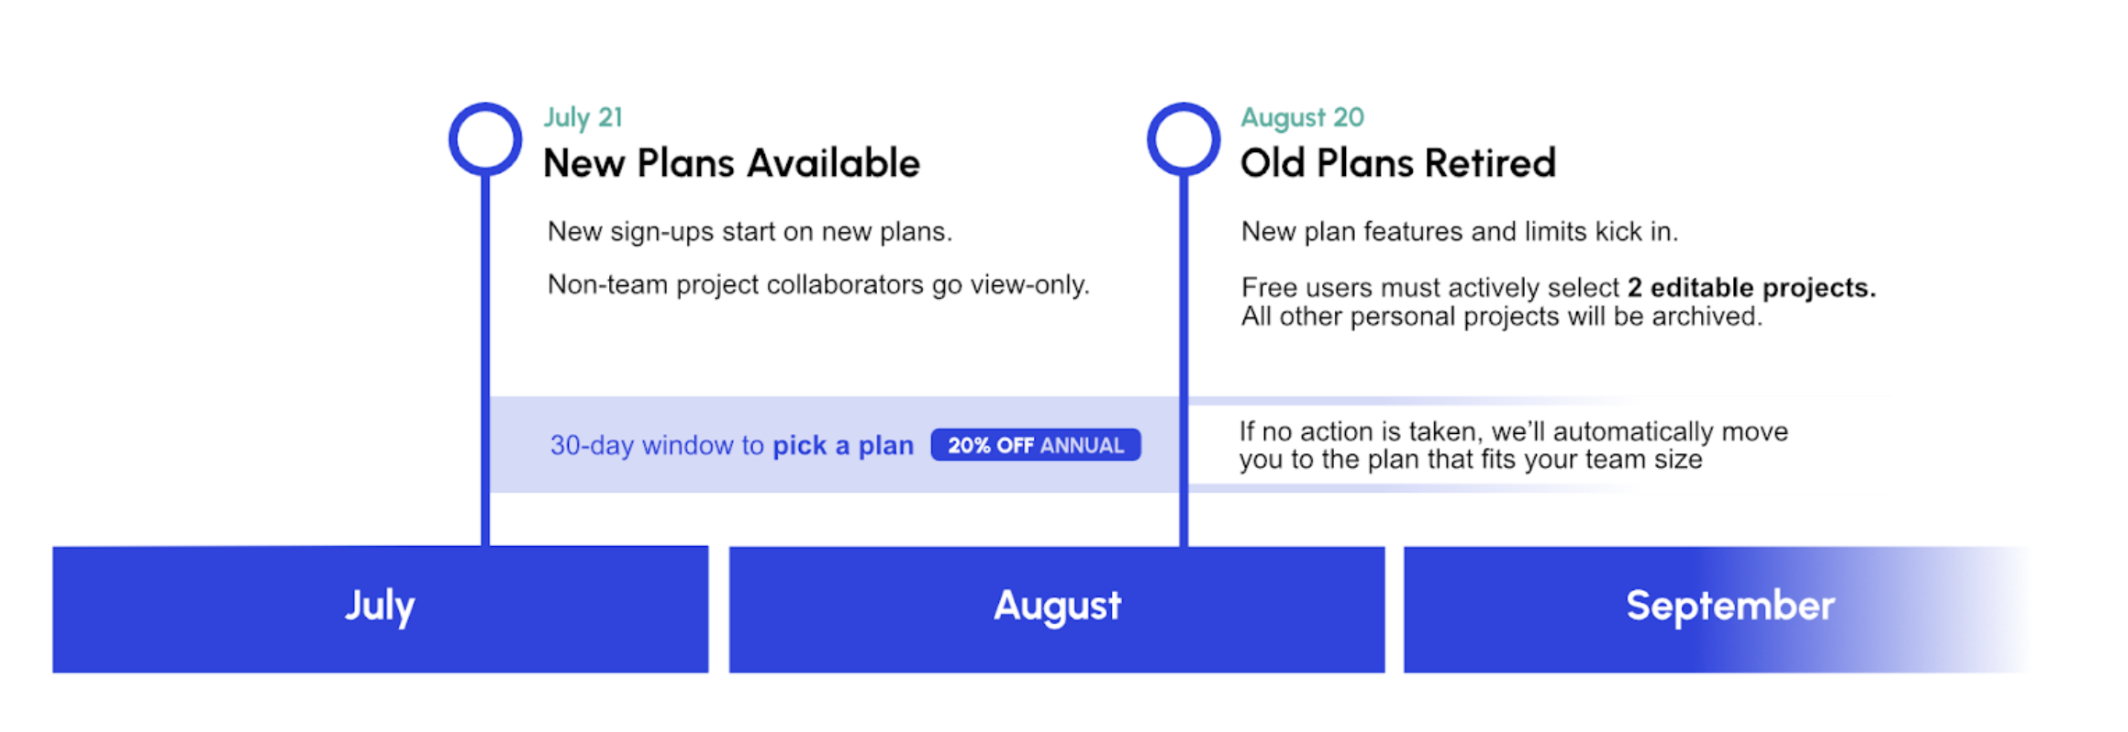 July 21
New Plans Available
New sign-ups start on new plans.
Non-team project collaborators go view-only.
August 20
Old Plans Retired
New plan features and limits kick in.
Free users must actively select 2 editable projects.
All other personal projects will be archived.
30-day window to pick a plan 20% OFF ANNUAL
If no action is taken, we’ll automatically move
you to the plan that fits your team size
July
August
September